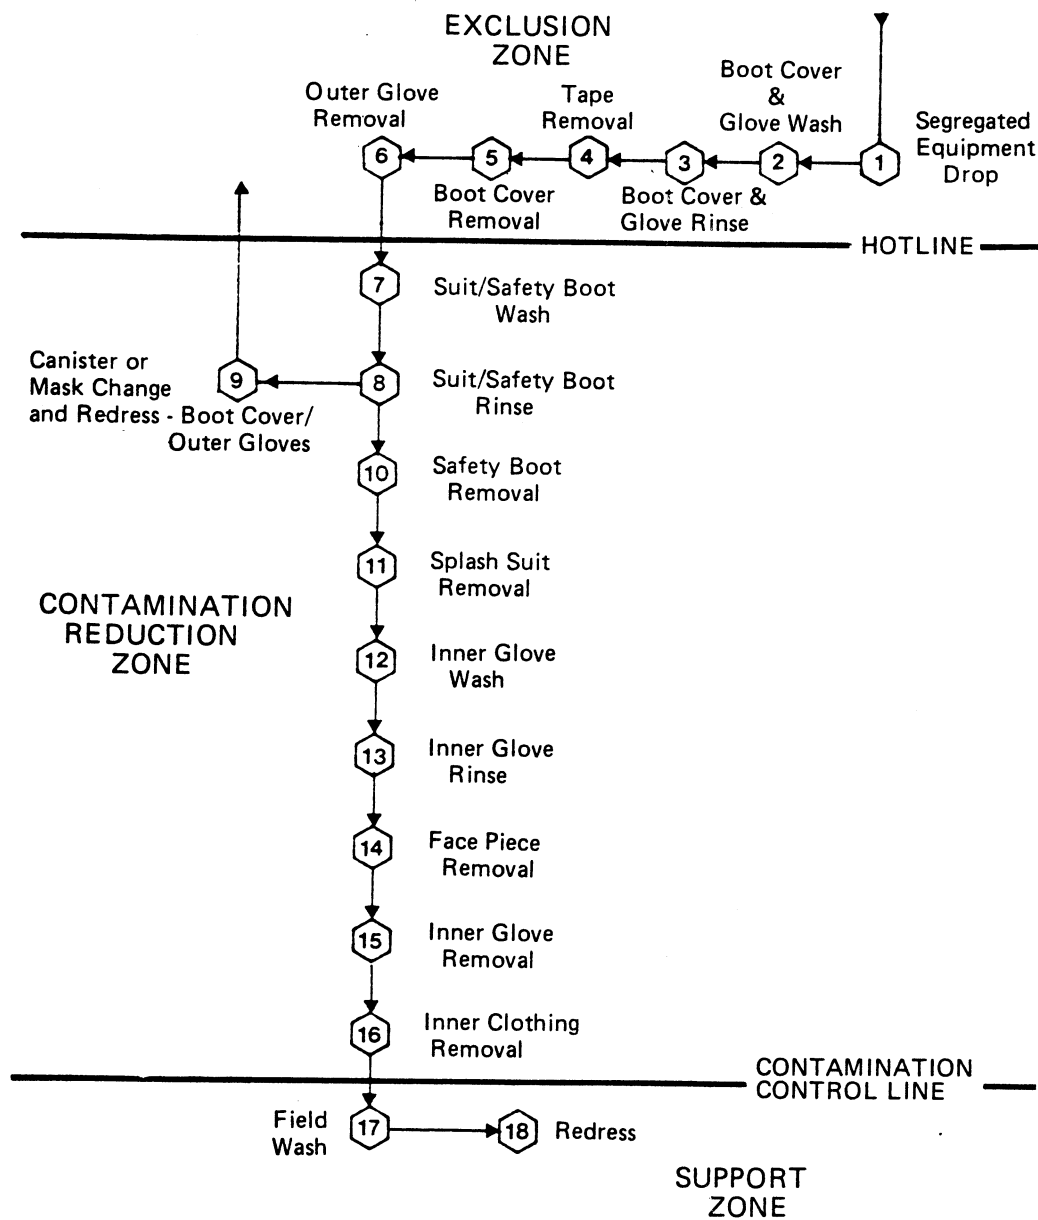 EXCLUSION
ZONE
Outer Glove
Removal
Tape
Removal
Boot Cover
&
Glove Wash
Segregated
Equipment
Drop
6
5
4
3
2
1
Boot Cover
Removal
Boot Cover &
Glove Rinse
HOTLINE
7
Suit/Safety Boot
Wash
Canister or
Mask Change
and Redress - Boot Cover/
Outer Gloves
9
8
Suit/Safety Boot
Rinse
10
Safety Boot
Removal
11
Splash Suit
Removal
CONTAMINATION
REDUCTION
ZONE
12
Inner Glove
Wash
13
Inner Glove
Rinse
14
Face Piece
Removal
15
Inner Glove
Removal
16
Inner Clothing
Removal
CONTAMINATION
CONTROL LINE
Field
Wash
17
18
Redress
SUPPORT
ZONE